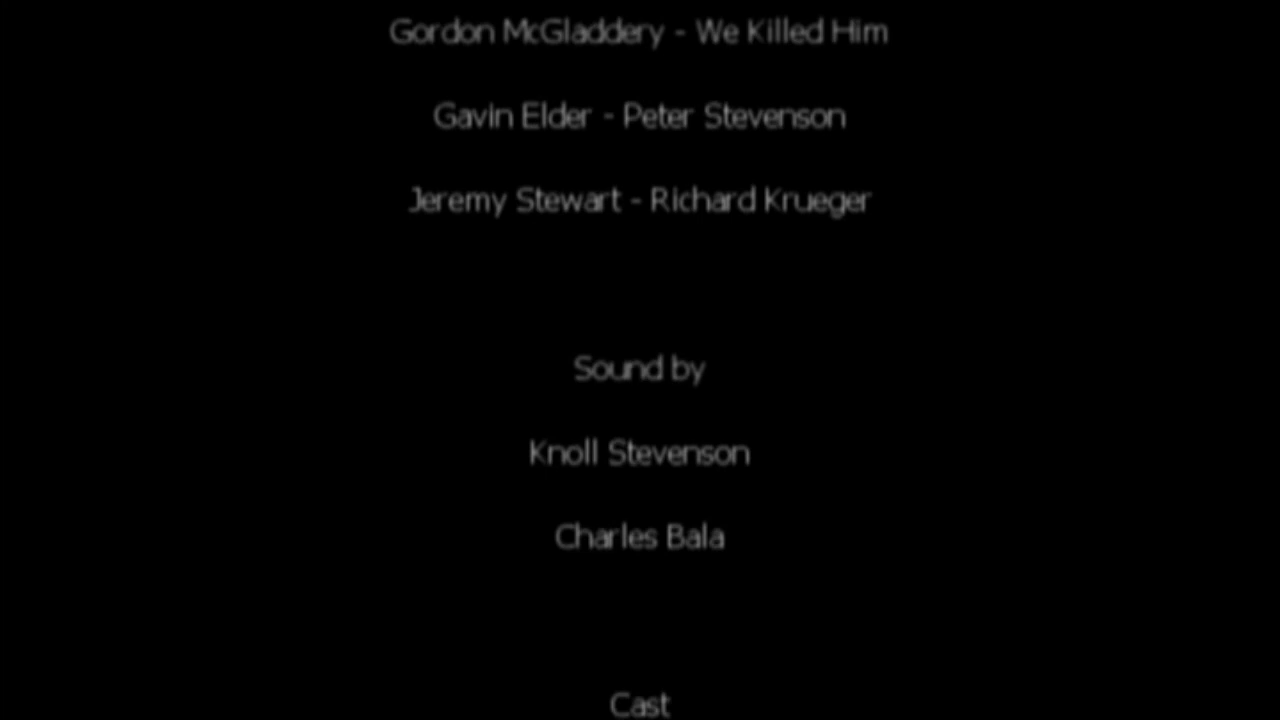 Gordon McGladdery - We Killed Him
Gavin Elder - Peter Stevenson
Jeremy Stewart - Richard Krueger
Sound by
Knoll Stevenson
Charles Bala
Cast